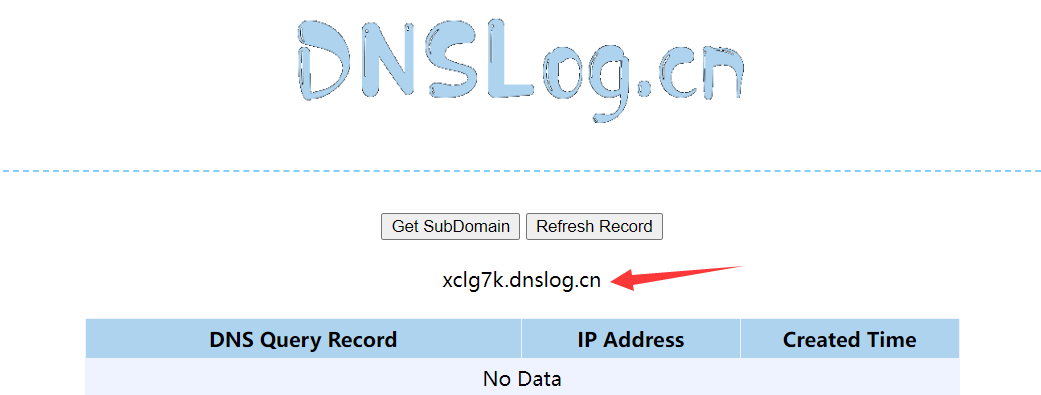 DNSLog.cn
Get SubDomain Refresh Record
xclg7k.dnslog.cn
DNS Query Record IP Address Created Time
No Data